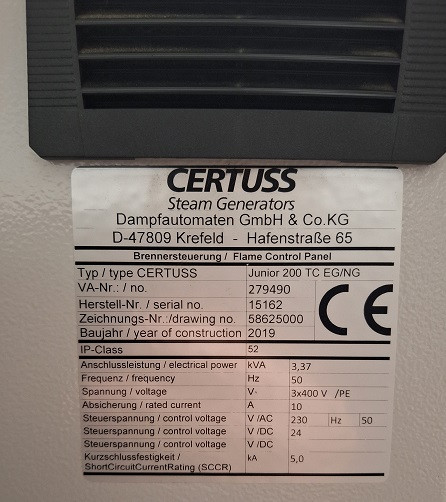 CERTUSS
Steam Generators
Dampfautomaten GmbH & Co.KG
D-47809 Krefeld - Hafenstraße 65
Brennersteuerung / Flame Control Panel
Typ / type CERTUSS Junior 200 TC EG/NG
VA-Nr.: / no. 279490
Herstell-Nr. / serial no. 15162
Zeichnungs-Nr.:/drawing no. 58625000
Baujahr / year of construction 2019
CE
IP-Class 52
Anschlussleistung / electrical power kVA 3,37
Frequenz / frequency Hz 50
Spannung / voltage V~ 3x400 V /PE
Absicherung / rated current A 10
Steuerspannung / control voltage V /AC 230 Hz 50
Steuerspannung / control voltage V /DC 24
Steuerspannung / control voltage V /DC
Kurzschlussfestigkeit / kA 5,0
ShortCircuitCurrentRating (SCCR)